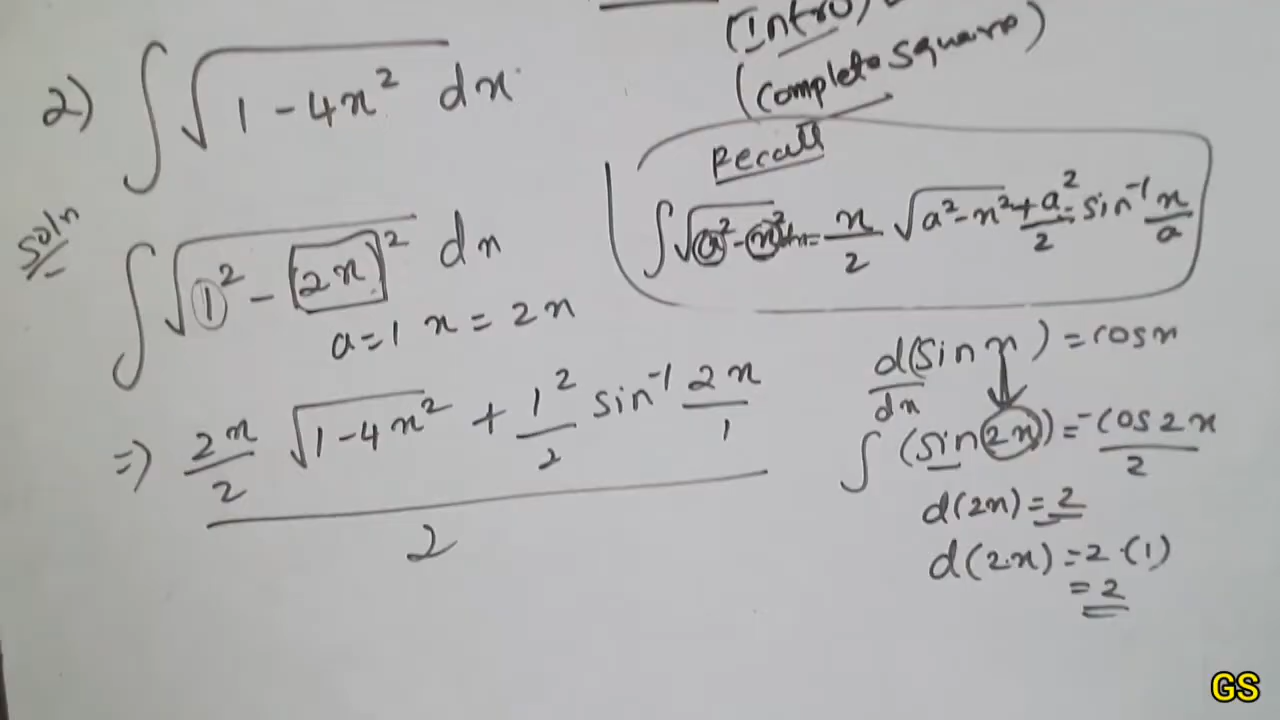 (Intro)
(Complete Square)
2) ∫ √(1 - 4x²) dx
Recall
∫ √(a² - x²) dx = x/2 √(a² - x²) + a²/2 sin⁻¹ x/a
Soln
∫ √(1² - (2x)²) dx
a=1 x = 2x
=) 2x/2 √(1 - 4x²) + 1²/2 sin⁻¹ 2x/1
2
d(sin x)/dx = cos x
∫ (sin(2x)) = -cos 2x/2
d(2x) = 2
d(2x) = 2·(1)
= 2
GS